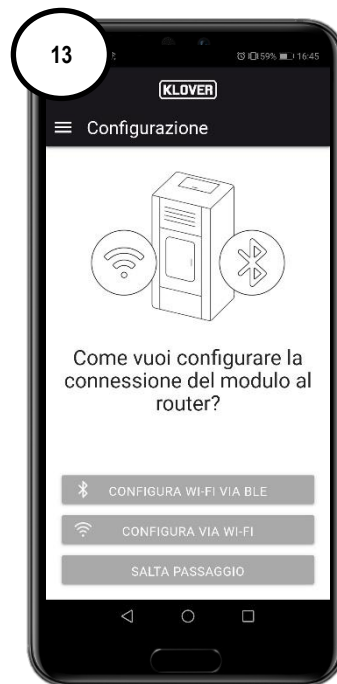 13
59% 16:45
KLOVER
Configurazione
Come vuoi configurare la
connessione del modulo al
router?
CONFIGURA WI-FI VIA BLE
CONFIGURA VIA WI-FI
SALTA PASSAGGIO